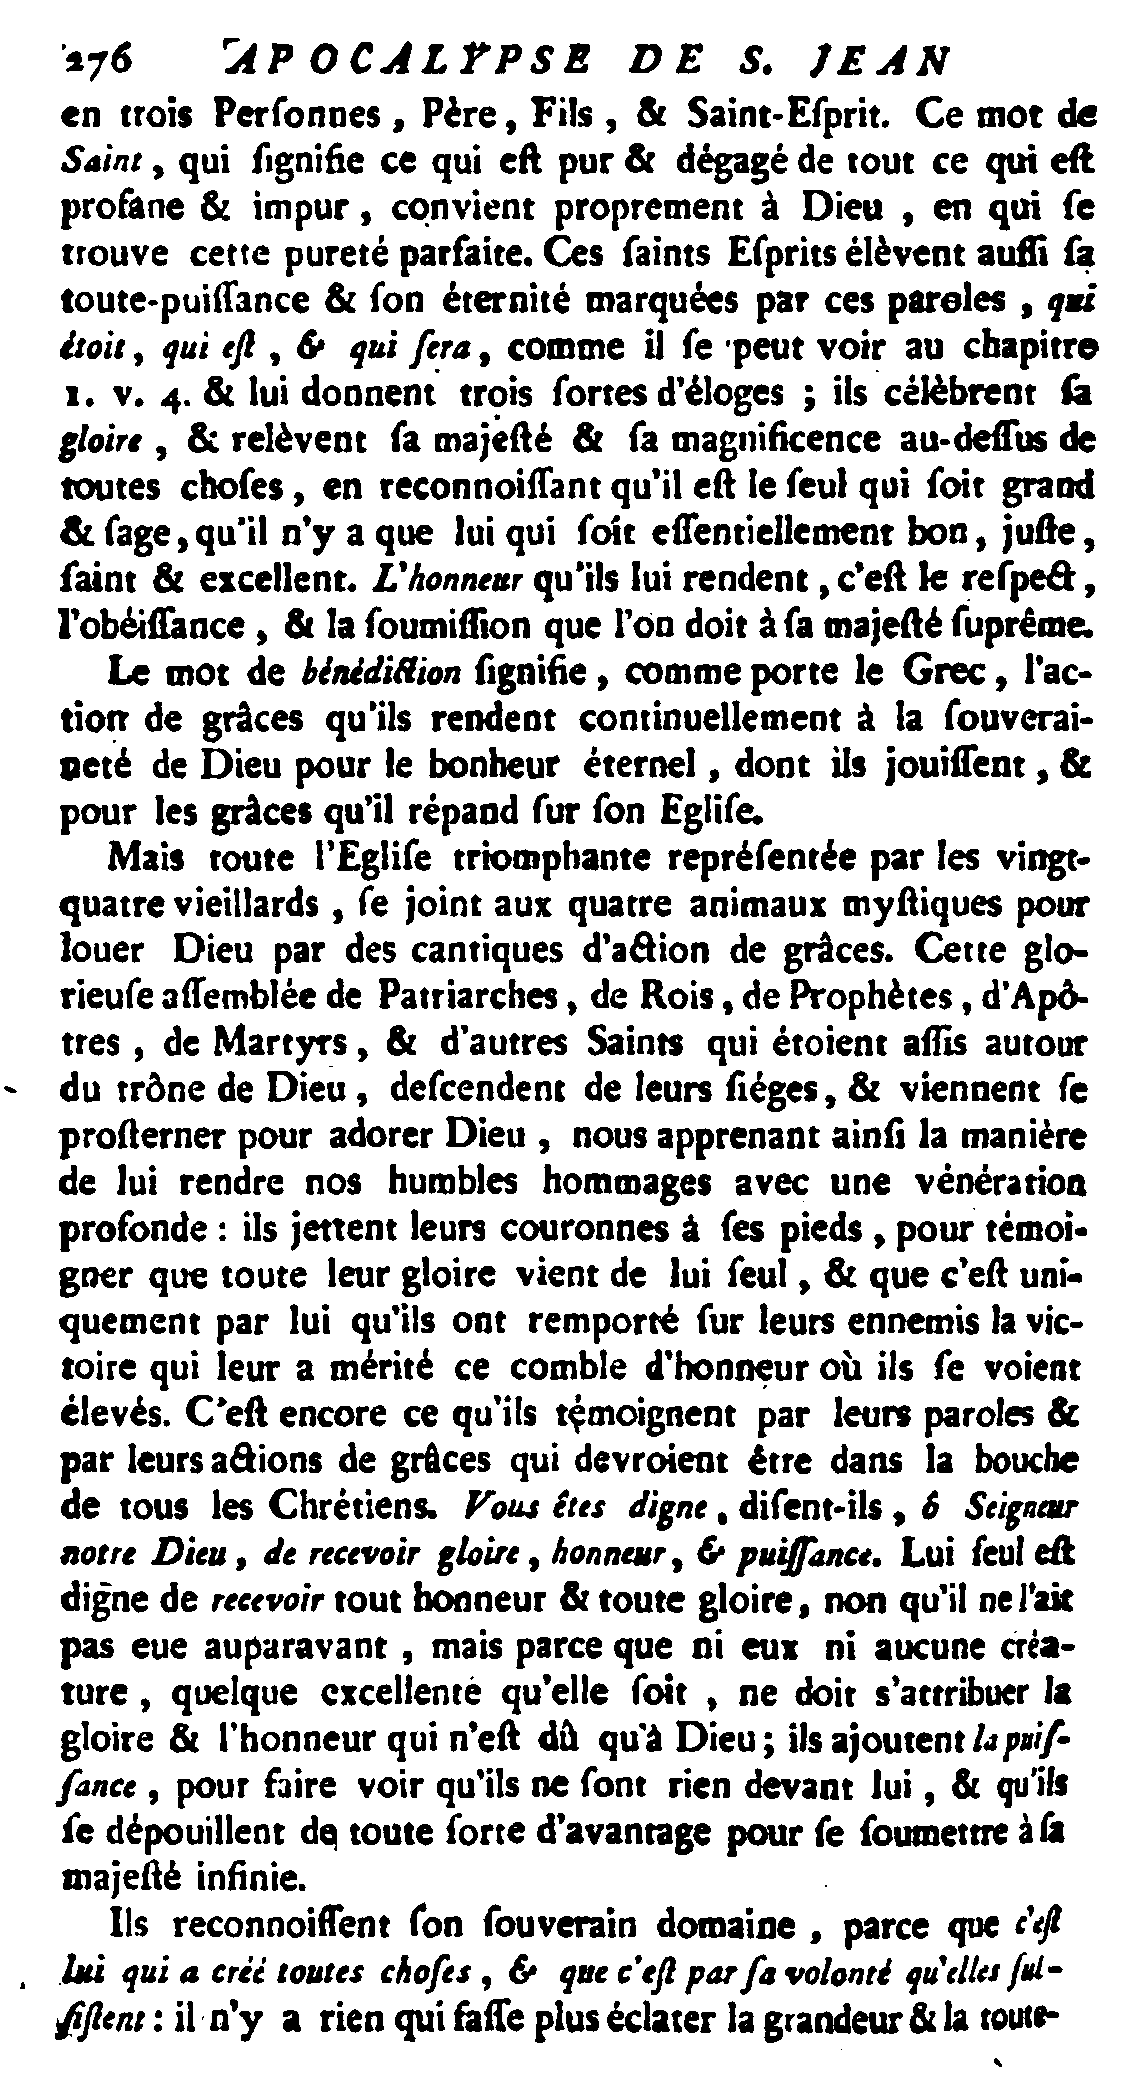 276 APOCALYPSE DE S. JEAN
en trois Perſonnes, Père, Fils, & Saint-Eſprit. Ce mot de
Saint, qui ſignifie ce qui eſt pur & dégagé de tout ce qui eſt
profane & impur, convient proprement à Dieu, en qui ſe
trouve cette pureté parfaite. Ces ſaints Eſprits élèvent auſſi ſa
toute-puiſſance & ſon éternité marquées par ces paroles, qui
étoit, qui eſt, & qui ſera, comme il ſe peut voir au chapitre
1. v. 4. & lui donnent trois ſortes d'éloges; ils célèbrent ſa
gloire, & relèvent ſa majeſté & ſa magnificence au-deſſus de
toutes choſes, en reconnoiſſant qu'il eſt le ſeul qui ſoit grand
& ſage, qu'il n'y a que lui qui ſoit eſſentiellement bon, juſte,
ſaint & excellent. L'honneur qu'ils lui rendent, c'eſt le reſpect,
l'obéiſſance, & la ſoumiſſion que l'on doit à ſa majeſté ſuprême.
Le mot de bénédiction ſignifie, comme porte le Grec, l'ac-
tion de grâces qu'ils rendent continuellement à la ſouverai-
neté de Dieu pour le bonheur éternel, dont ils jouiſſent, &
pour les grâces qu'il répand ſur ſon Egliſe.
Mais toute l'Egliſe triomphante repréſentée par les vingt-
quatre vieillards, ſe joint aux quatre animaux myſtiques pour
louer Dieu par des cantiques d'action de grâces. Cette glo-
rieuſe aſſemblée de Patriarches, de Rois, de Prophètes, d'Apô-
tres, de Martyrs, & d'autres Saints qui étoient aſſis autour
du trône de Dieu, deſcendent de leurs ſiéges, & viennent ſe
proſterner pour adorer Dieu, nous apprenant ainſi la manière
de lui rendre nos humbles hommages avec une vénération
profonde : ils jettent leurs couronnes à ſes pieds, pour témoi-
gner que toute leur gloire vient de lui ſeul, & que c'eſt uni-
quement par lui qu'ils ont remporté ſur leurs ennemis la vic-
toire qui leur a mérité ce comble d'honneur où ils ſe voient
élevés. C'eſt encore ce qu'ils témoignent par leurs paroles &
par leurs actions de grâces qui devroient être dans la bouche
de tous les Chrétiens. Vous êtes digne, diſent-ils, ô Seigneur
notre Dieu, de recevoir gloire, honneur, & puiſſance. Lui ſeul eſt
digne de recevoir tout honneur & toute gloire, non qu'il ne l'ait
pas eue auparavant, mais parce que ni eux ni aucune créa-
ture, quelque excellente qu'elle ſoit, ne doit s'attribuer la
gloire & l'honneur qui n'eſt dû qu'à Dieu; ils ajoutent la puiſ-
ſance, pour faire voir qu'ils ne ſont rien devant lui, & qu'ils
ſe dépouillent de toute ſorte d'avantage pour ſe ſoumettre à ſa
majeſté infinie.
Ils reconnoiſſent ſon ſouverain domaine, parce que c'eſt
lui qui a créé toutes choſes, & que c'eſt par ſa volonté qu'elles ſul-
ſiſtent : il n'y a rien qui faſſe plus éclater la grandeur & la toute-